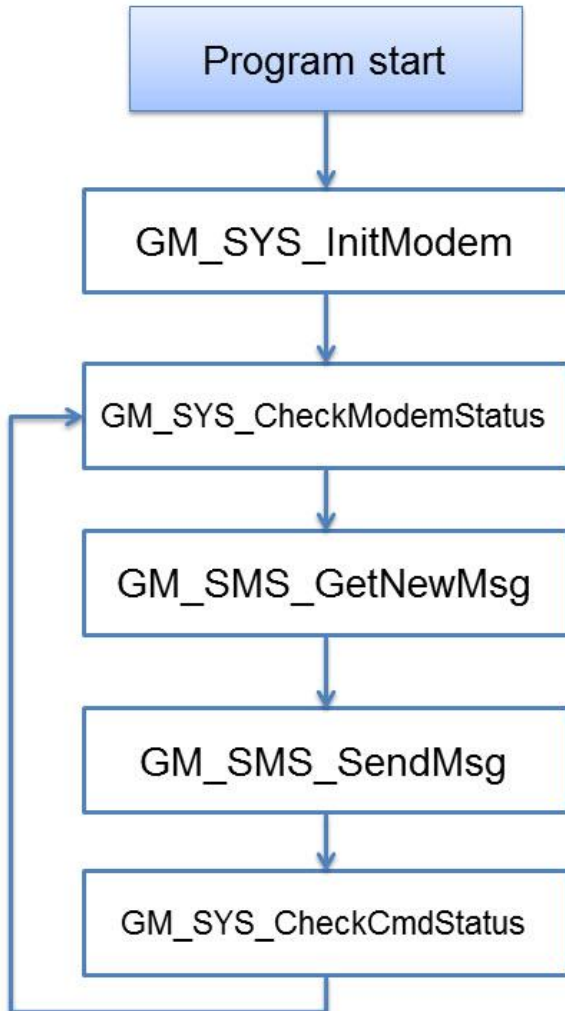 Program start
GM_SYS_InitModem
GM_SYS_CheckModemStatus
GM_SMS_GetNewMsg
GM_SMS_SendMsg
GM_SYS_CheckCmdStatus